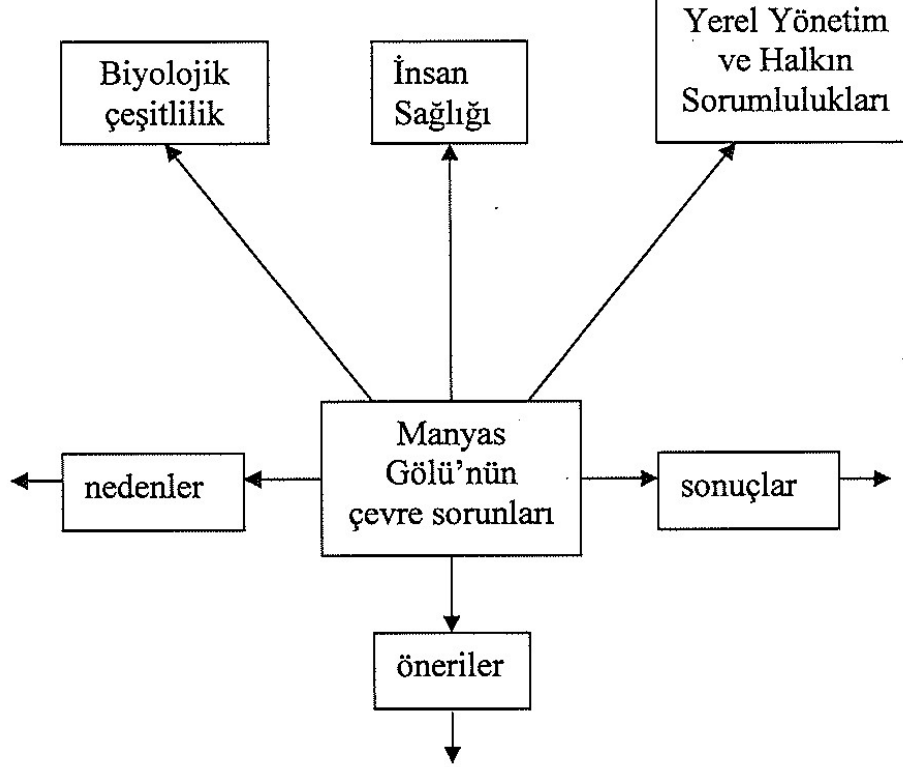 Biyolojik
çeşitlilik
İnsan
Sağlığı
Yerel Yönetim
ve Halkın
Sorumlulukları
Manyas
Gölü'nün
çevre sorunları
nedenler
sonuçlar
öneriler